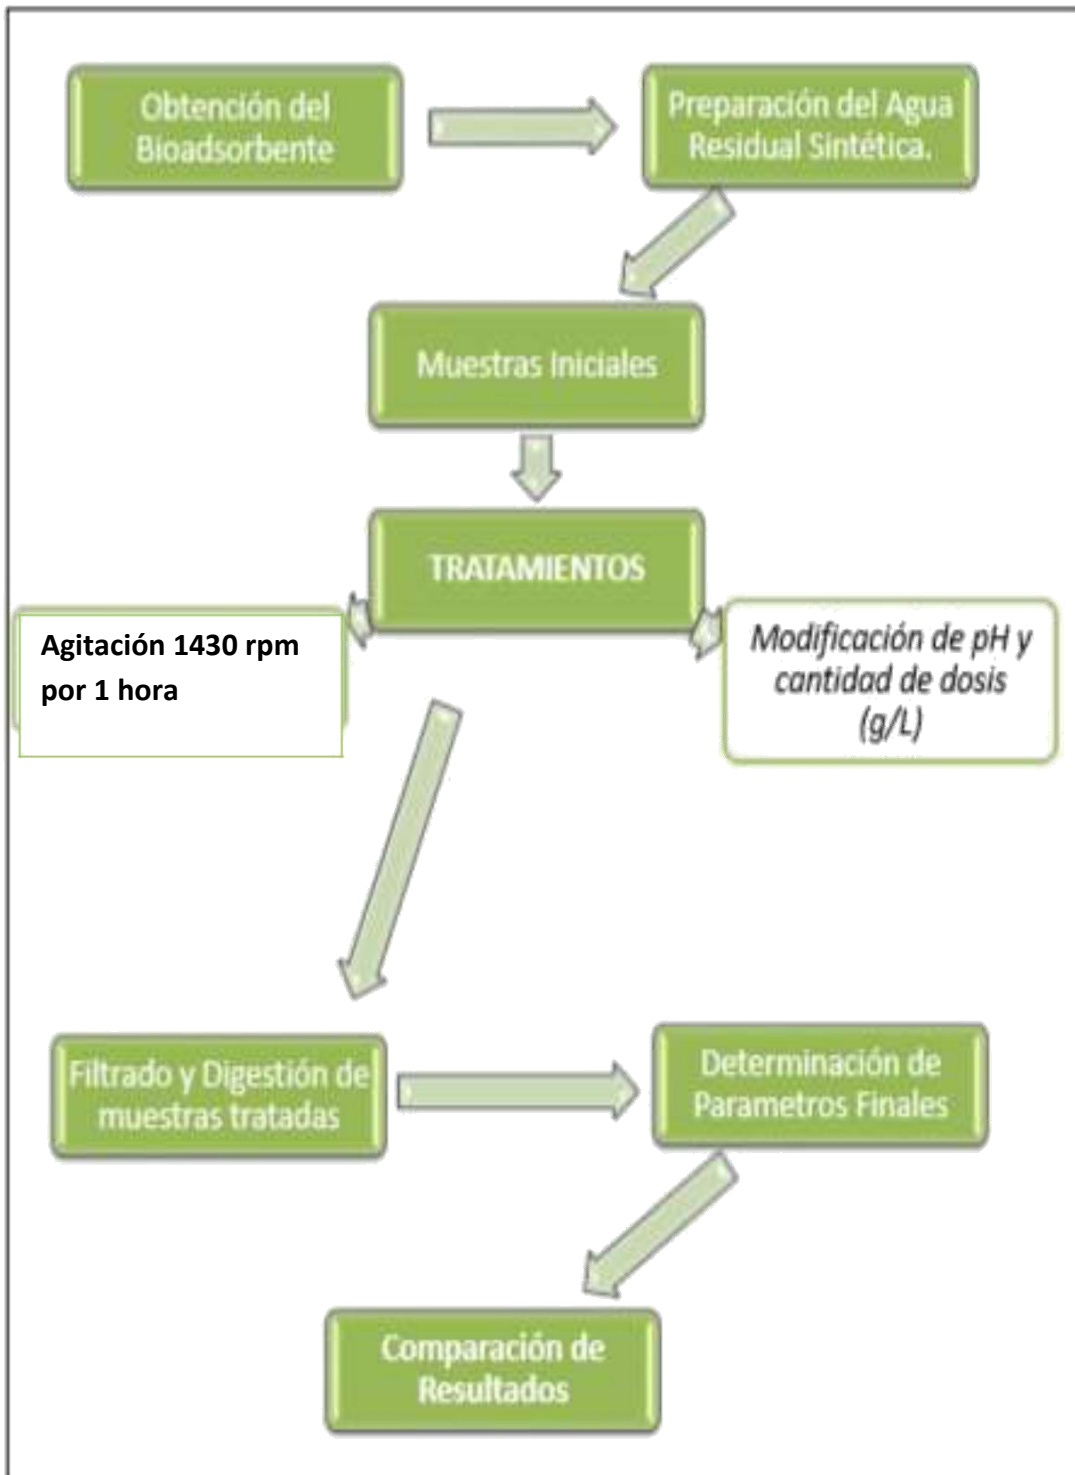 Obtención del
Bioadsorbente
Preparación del Agua
Residual Sintética.
Muestras Iniciales
TRATAMIENTOS
Agitación 1430 rpm
por 1 hora
Modificación de pH y
cantidad de dosis
(g/L)
Filtrado y Digestión de
muestras tratadas
Determinación de
Parametros Finales
Comparación de
Resultados